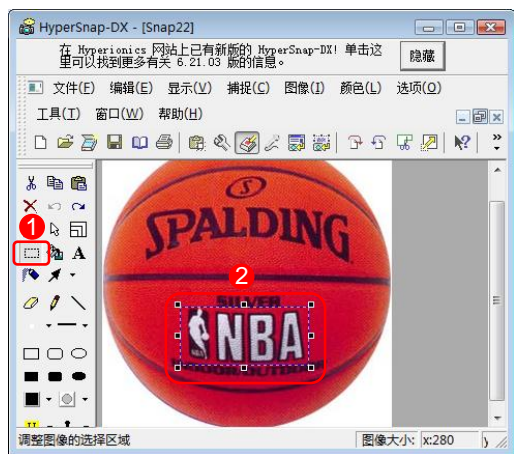 HyperSnap-DX - [Snap22]
在 Hyperionics 网站上已有新版的 HyperSnap-DX! 单击这
里可以找到更多有关 6.21.03 版的信息。
隐藏
文件(F) 编辑(E) 显示(V) 捕捉(C) 图像(I) 颜色(L) 选项(O)
工具(T) 窗口(W) 帮助(H)
1
A
SPALDING
2
SILVER
NBA
INDOOR/OUTDOOR
调整图像的选择区域 图像大小: x:280 y